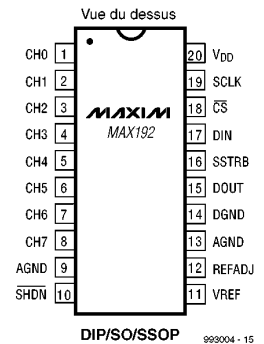 Vue du dessus
CH0 1 20 VDD
CH1 2 19 SCLK
CH2 3 MAXIM 18 C̅S̅
CH3 4 MAX192 17 DIN
CH4 5 16 SSTRB
CH5 6 15 DOUT
CH6 7 14 DGND
CH7 8 13 AGND
AGND 9 12 REFADJ
S̅H̅D̅N̅ 10 11 VREF
DIP/SO/SSOP 993004 - 15